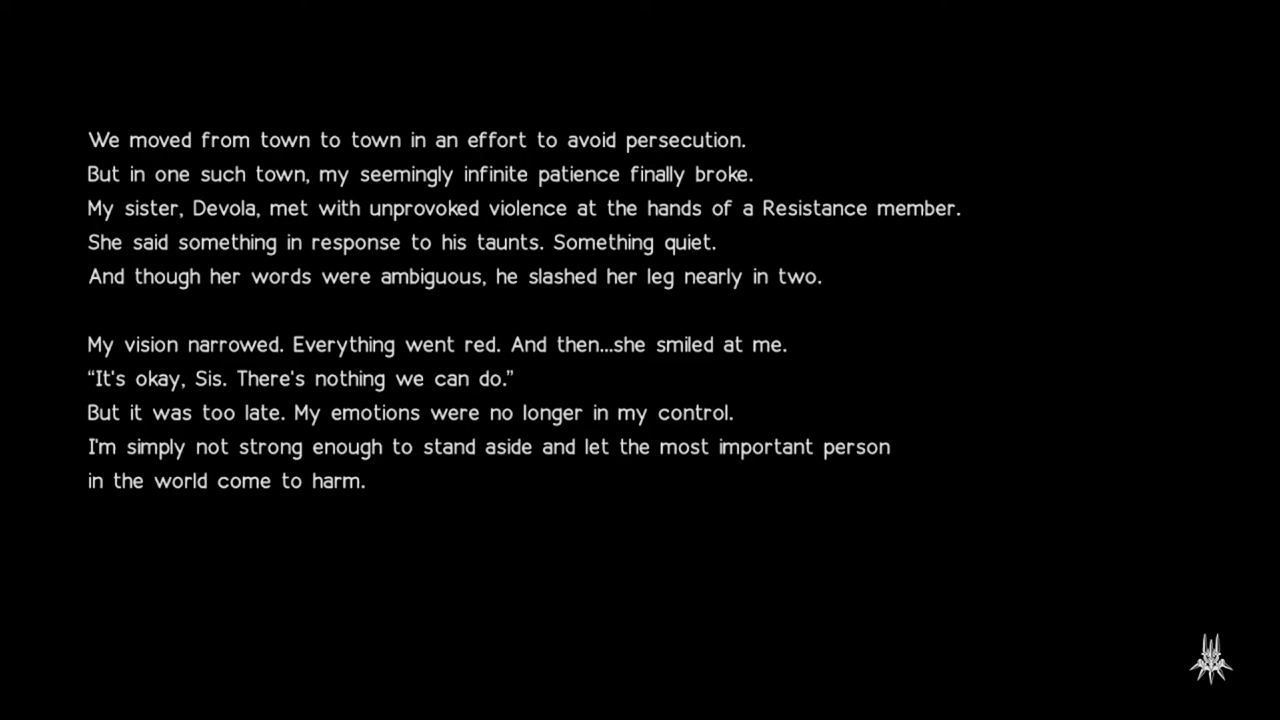 We moved from town to town in an effort to avoid persecution.
But in one such town, my seemingly infinite patience finally broke.
My sister, Devola, met with unprovoked violence at the hands of a Resistance member.
She said something in response to his taunts. Something quiet.
And though her words were ambiguous, he slashed her leg nearly in two.
My vision narrowed. Everything went red. And then...she smiled at me.
“It's okay, Sis. There's nothing we can do.”
But it was too late. My emotions were no longer in my control.
I'm simply not strong enough to stand aside and let the most important person
in the world come to harm.